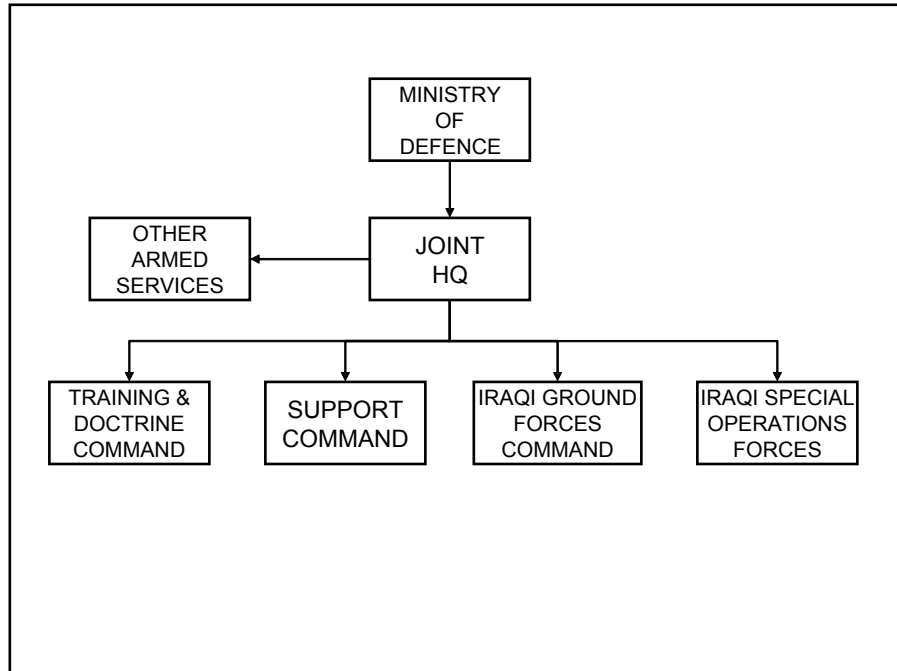 MINISTRY
OF
DEFENCE
OTHER
ARMED
SERVICES
JOINT
HQ
TRAINING &
DOCTRINE
COMMAND
SUPPORT
COMMAND
IRAQI GROUND
FORCES
COMMAND
IRAQI SPECIAL
OPERATIONS
FORCES